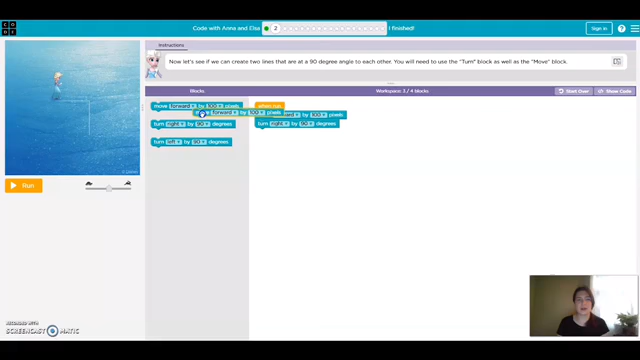 C O
D E
Code with Anna and Elsa
2
I finished!
Sign in
?
Instructions
Now let's see if we can create two lines that are at a 90 degree angle to each other. You will need to use the "Turn" block as well as the "Move" block.
Blocks
Workspace: 3 / 4 blocks
Start Over
Show Code
move forward by 100 pixels
when run
forward by 100 pixels
forward by 100 pixels
turn right by 90 degrees
turn right by 90 degrees
turn left by 90 degrees
Run
RECORDED WITH
SCREENCAST MATIC